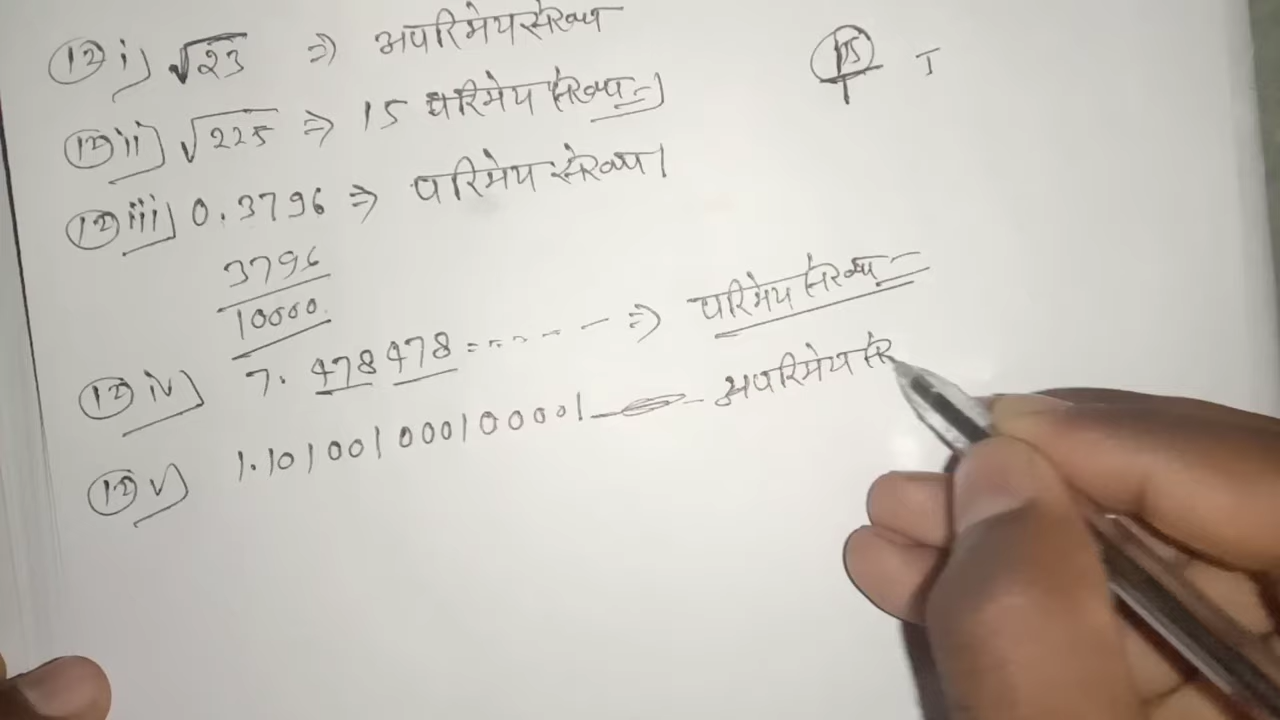 12 i) √23 ⇒ अपरिमेय संख्य
12 ii) √225 ⇒ 15 परिमेय संख्य
15/1 I
12 iii) 0.3796 ⇒ परिमेय संख्य।
3796
10000
12 iv) 7.478478 ------ ⇒ परिमेय संख्य
12 v) 1.101001000100001 - अपरिमेय सं